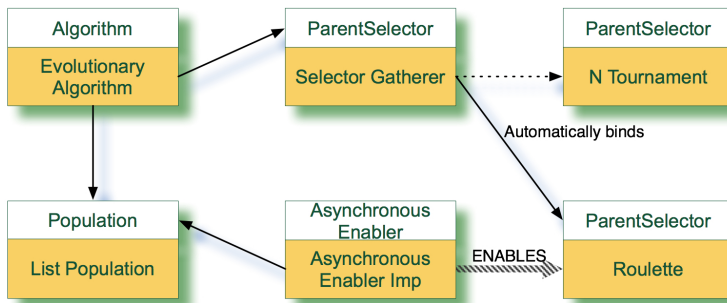 Algorithm
Evolutionary
Algorithm
ParentSelector
Selector Gatherer
ParentSelector
N Tournament
Automatically binds
Population
List Population
Asynchronous
Enabler
Asynchronous
Enabler Imp
ENABLES
ParentSelector
Roulette